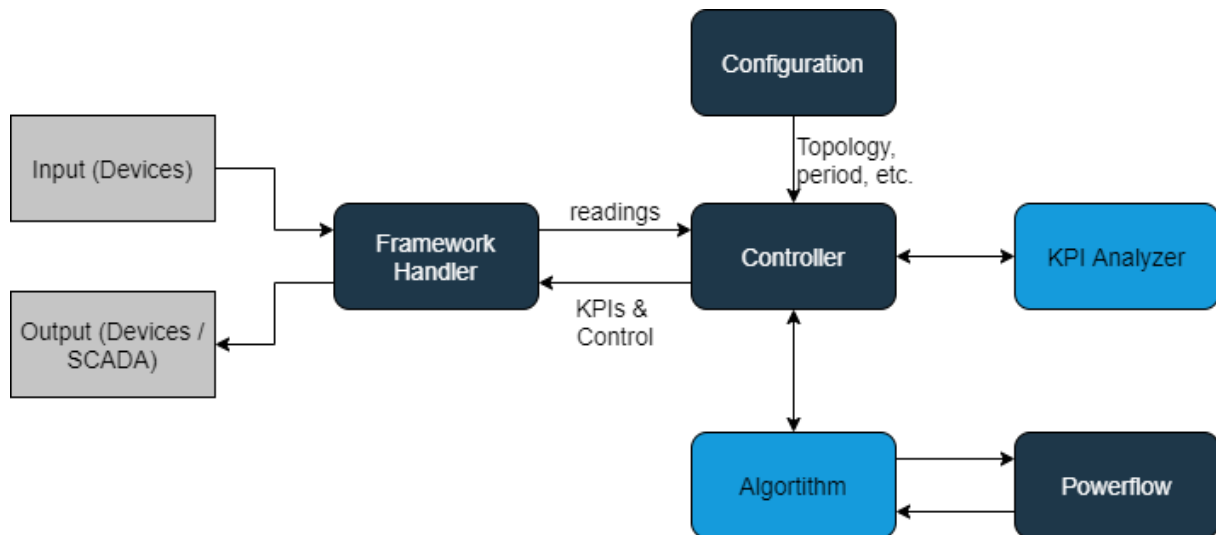 Configuration
Topology,
period, etc.
Input (Devices)
readings
Framework
Handler
Controller
KPI Analyzer
KPIs &
Control
Output (Devices /
SCADA)
Algortithm
Powerflow